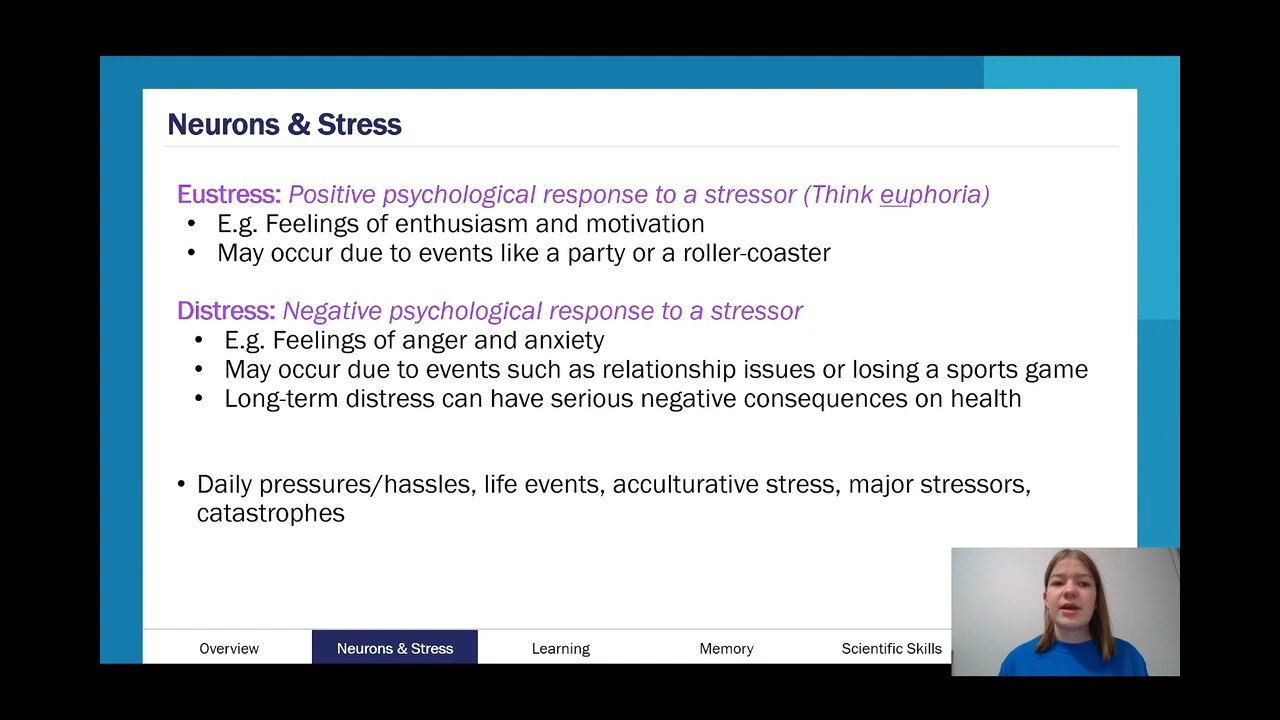 Neurons & Stress
Eustress: Positive psychological response to a stressor (Think euphoria)
• E.g. Feelings of enthusiasm and motivation
• May occur due to events like a party or a roller-coaster
Distress: Negative psychological response to a stressor
• E.g. Feelings of anger and anxiety
• May occur due to events such as relationship issues or losing a sports game
• Long-term distress can have serious negative consequences on health
• Daily pressures/hassles, life events, acculturative stress, major stressors,
catastrophes
Overview Neurons & Stress Learning Memory Scientific Skills